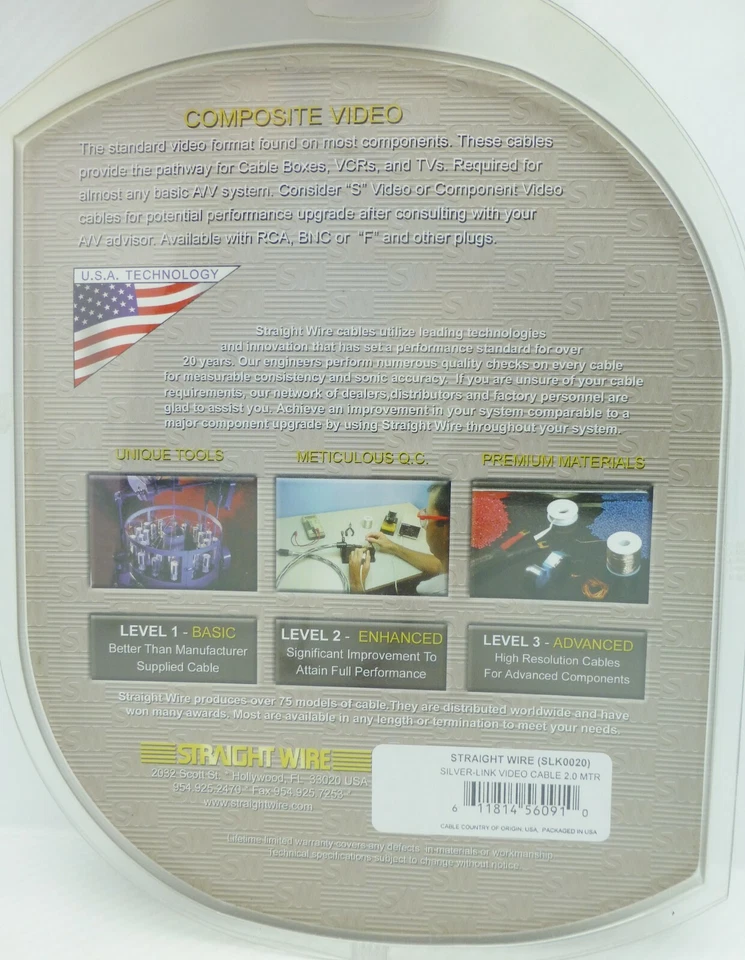 COMPOSITE VIDEO
The standard video format found on most components. These cables
provide the pathway for Cable Boxes, VCRs, and TVs. Required for
almost any basic A/V system. Consider "S" Video or Component Video
cables for potential performance upgrade after consulting with your
A/V advisor. Available with RCA, BNC or "F" and other plugs.
U.S.A. TECHNOLOGY
Straight Wire cables utilize leading technologies
and innovation that has set a performance standard for over
20 years. Our engineers perform numerous quality checks on every cable
for measurable consistency and sonic accuracy. If you are unsure of your cable
requirements, our network of dealers,distributors and factory personnel are
glad to assist you. Achieve an improvement in your system comparable to a
major component upgrade by using Straight Wire throughout your system.
UNIQUE TOOLS METICULOUS Q.C. PREMIUM MATERIALS
LEVEL 1 - BASIC
Better Than Manufacturer
Supplied Cable
LEVEL 2 - ENHANCED
Significant Improvement To
Attain Full Performance
LEVEL 3 - ADVANCED
High Resolution Cables
For Advanced Components
Straight Wire produces over 75 models of cable.They are distributed worldwide and have
won many awards. Most are available in any length or termination to meet your needs.
STRAIGHT WIRE
2032 Scott St. * Hollywood, FL 33020 USA
954.925-2470 * Fax 954.925-7253 *
www.straightwire.com
STRAIGHT WIRE (SLK0020)
SILVER-LINK VIDEO CABLE 2.0 MTR
6 11814 56091 0
CABLE COUNTRY OF ORIGIN: USA, PACKAGED IN USA
Lifetime limited warranty covers any defects in materials or workmanship
Technical specifications subject to change without notice.